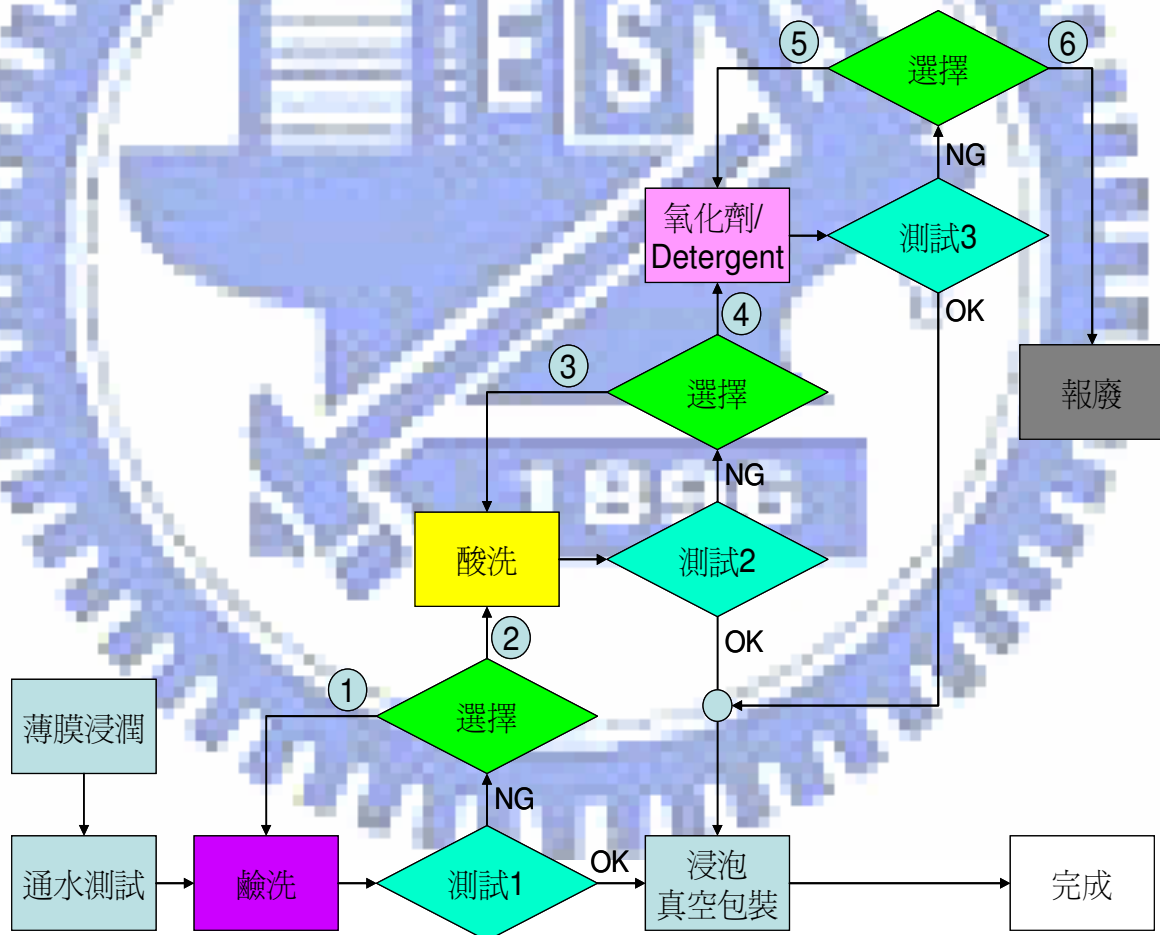 5
選擇
6
NG
氧化劑/
Detergent
測試3
4
OK
3
選擇
報廢
NG
酸洗
測試2
2
OK
1
選擇
薄膜浸潤
NG
通水測試
鹼洗
測試1
OK
浸泡
真空包裝
完成